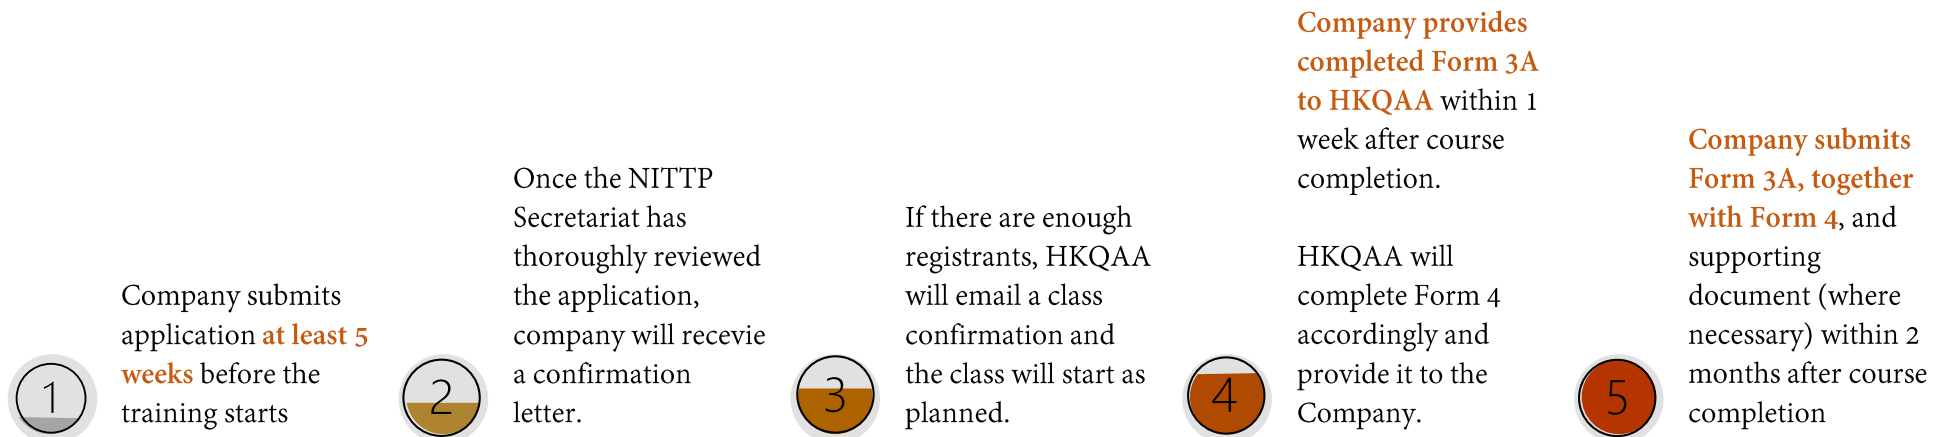 1
Company submits
application at least 5
weeks before the
training starts
2
Once the NITTP
Secretariat has
thoroughly reviewed
the application,
company will recevie
a confirmation
letter.
3
If there are enough
registrants, HKQAA
will email a class
confirmation and
the class will start as
planned.
4
Company provides
completed Form 3A
to HKQAA within 1
week after course
completion.
HKQAA will
complete Form 4
accordingly and
provide it to the
Company.
5
Company submits
Form 3A, together
with Form 4, and
supporting
document (where
necessary) within 2
months after course
completion